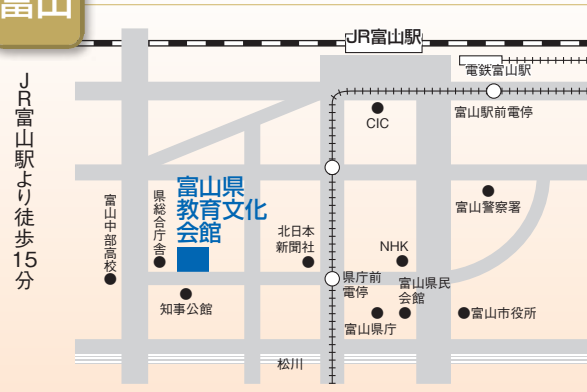 富山
JR富山駅より徒歩15分
JR富山駅
電鉄富山駅
富山駅前電停
CIC
富山県
教育文化
会館
県総合庁舎
富山中部高校
知事公館
北日本
新聞社
NHK
富山警察署
県庁前
電停
富山県民
会館
富山県庁
富山市役所
松川